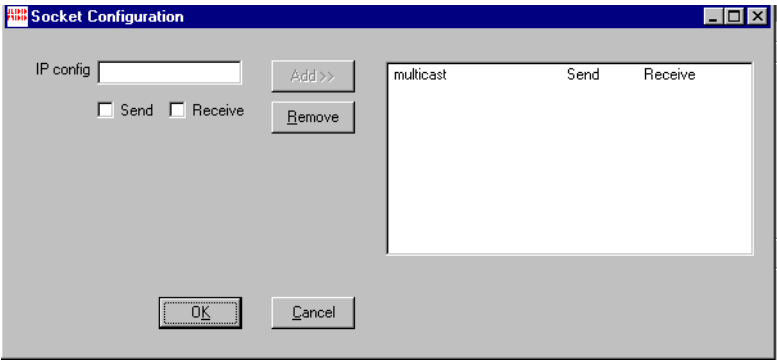 Socket Configuration
IP config
Add >>
multicast Send Receive
Send Receive
Remove
OK
Cancel